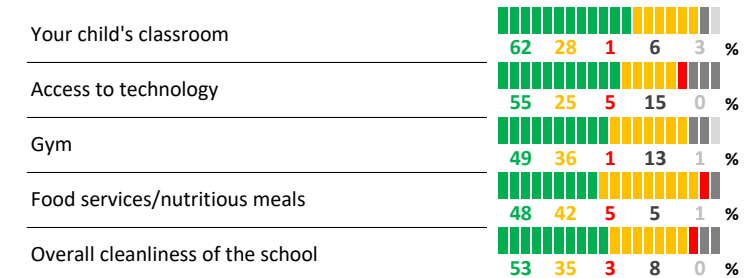 Your child's classroom
62 28 1 6 3 %
Access to technology
55 25 5 15 0 %
Gym
49 36 1 13 1 %
Food services/nutritious meals
48 42 5 5 1 %
Overall cleanliness of the school
53 35 3 8 0 %